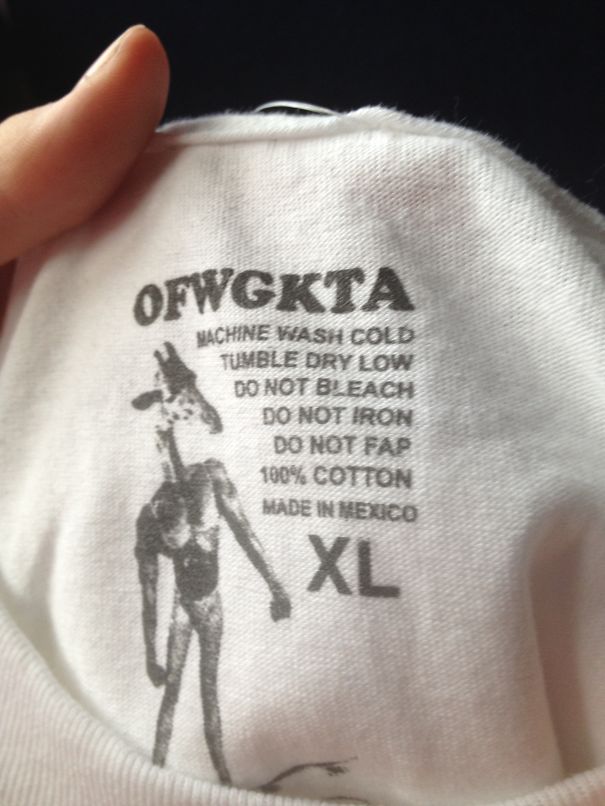 OFWGKTA
MACHINE WASH COLD
TUMBLE DRY LOW
DO NOT BLEACH
DO NOT IRON
DO NOT FAP
100% COTTON
MADE IN MEXICO
XL